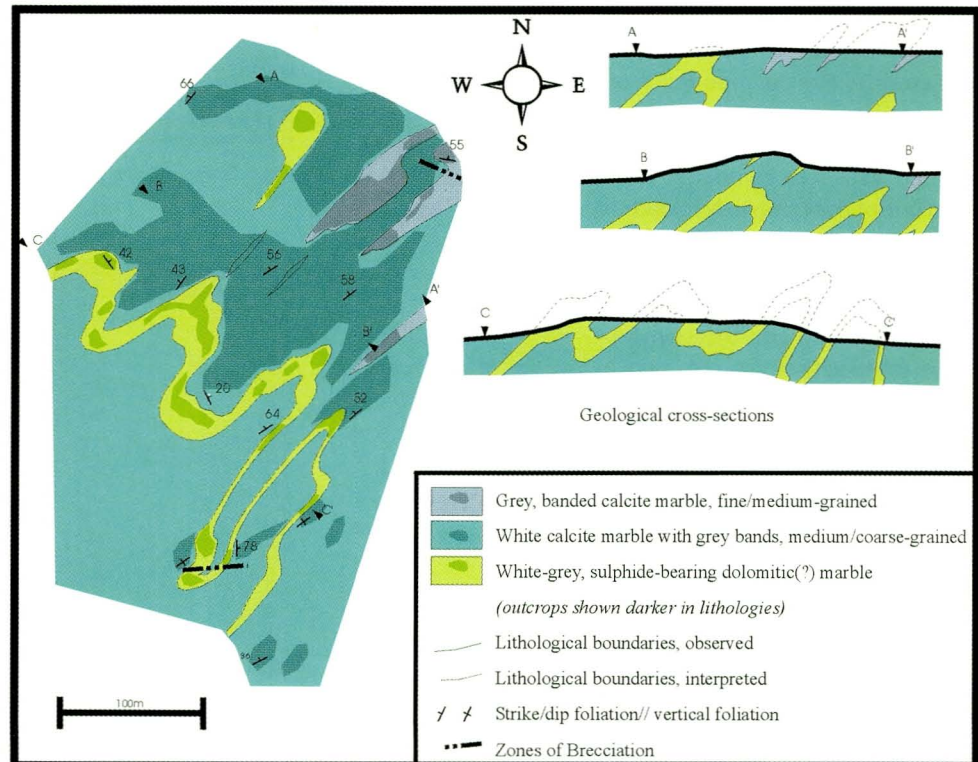 N
W E
S
A A'
B B'
C C'
Geological cross-sections
66
A
55
B
C
42
43
56
58
A'
B'
20
64
52
C'
78
100m
Grey, banded calcite marble, fine/medium-grained
White calcite marble with grey bands, medium/coarse-grained
White-grey, sulphide-bearing dolomitic(?) marble
(outcrops shown darker in lithologies)
Lithological boundaries, observed
Lithological boundaries, interpreted
Strike/dip foliation// vertical foliation
Zones of Brecciation